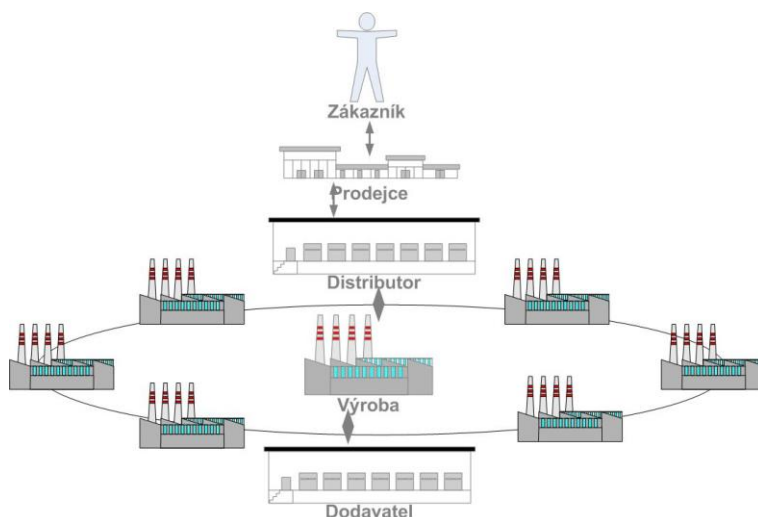 Zákazník
Prodejce
Distributor
Výroba
Dodavatel